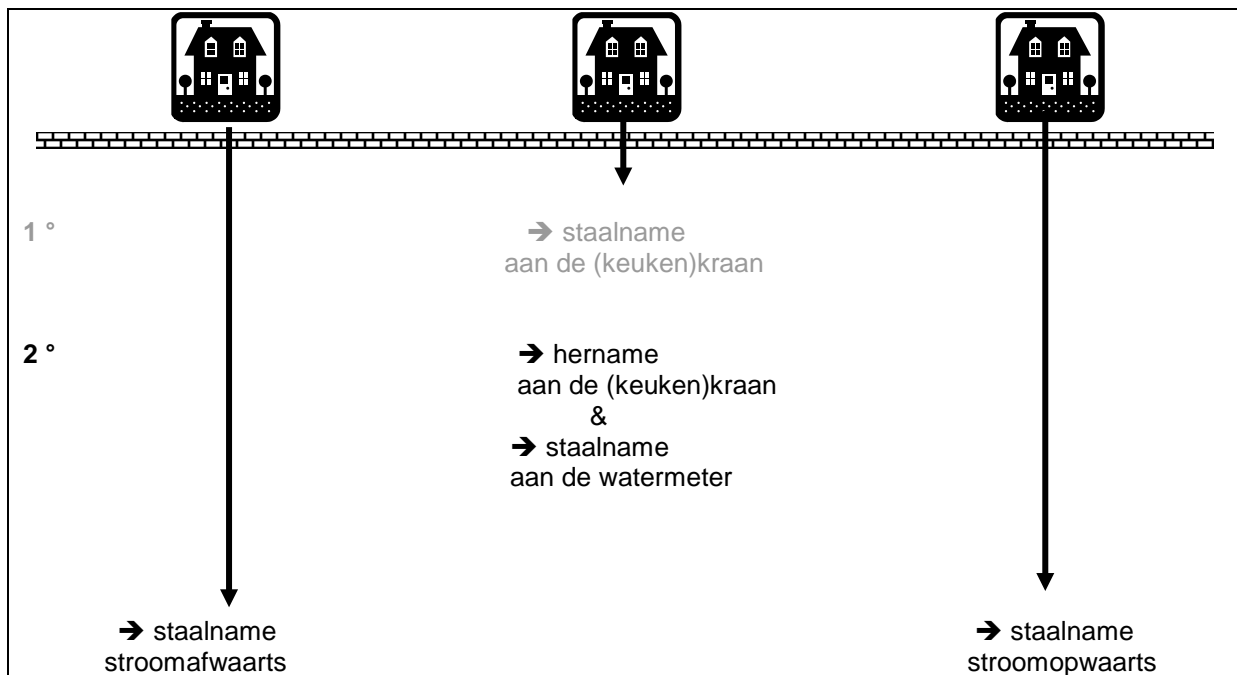 1 °
➔ staalname
aan de (keuken)kraan
2 °
➔ hername
aan de (keuken)kraan
&
➔ staalname
aan de watermeter
➔ staalname
stroomafwaarts
➔ staalname
stroomopwaarts